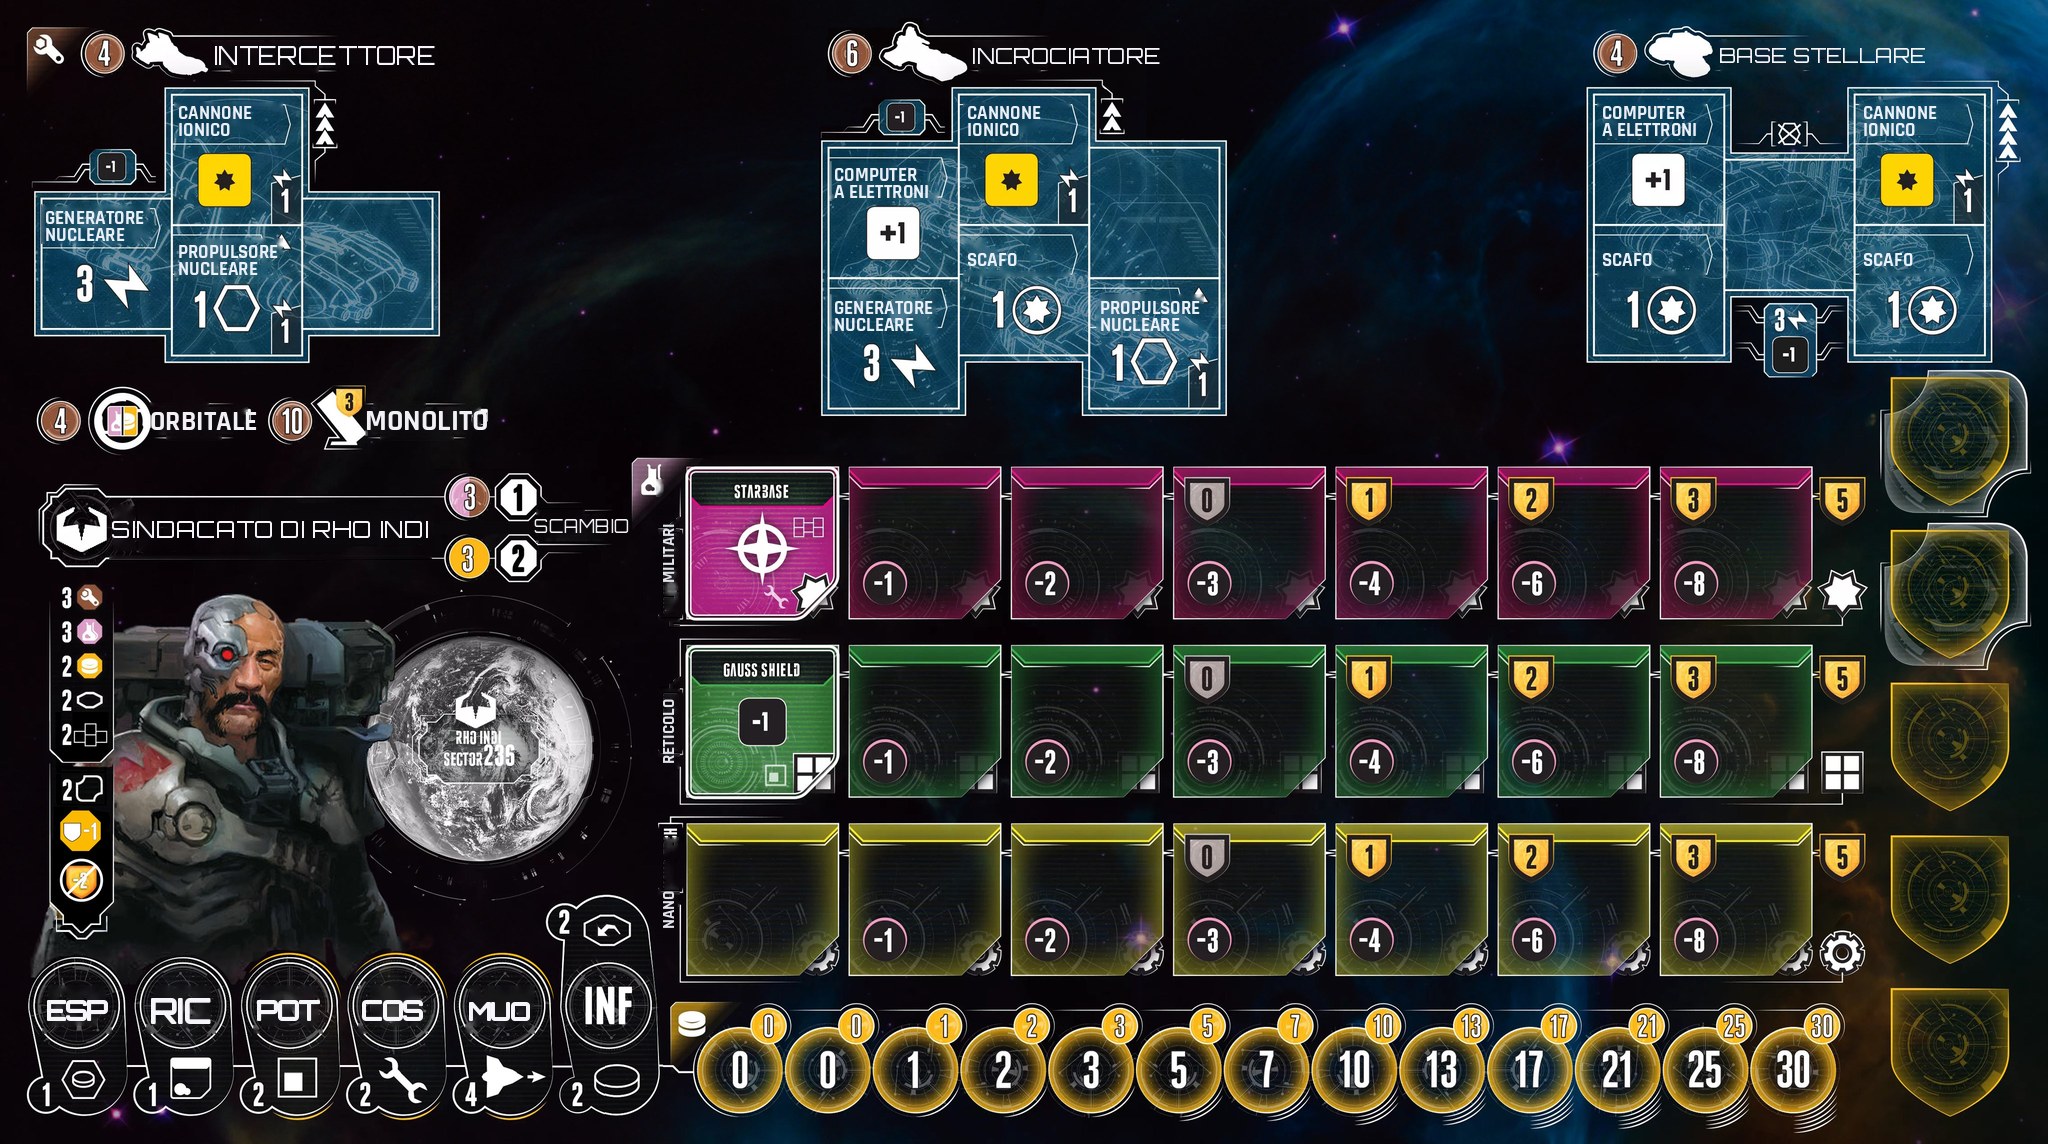 4 INTERCETTORE
-1
CANNONE
IONICO
1
GENERATORE
NUCLEARE
3
PROPULSORE
NUCLEARE
1
1
6 INCROCIATORE
-1
CANNONE
IONICO
1
COMPUTER
A ELETTRONI
+1
SCAFO
1
GENERATORE
NUCLEARE
3
PROPULSORE
NUCLEARE
1
1
4 BASE STELLARE
COMPUTER
A ELETTRONI
+1
CANNONE
IONICO
1
SCAFO
1
SCAFO
1
3
-1
4 ORBITALE 10 3 MONOLITO
SINDACATO DI RHO INDI
3 1
SCAMBIO
3 2
3
3
2
2
2
2
-1
-2
RHO INDI
SECTOR 236
MILITARI
STARBASE
0 1 2 3 5
-1 -2 -3 -4 -6 -8
RETICOLO
GAUSS SHIELD
-1
0 1 2 3 5
-1 -2 -3 -4 -6 -8
NANO
0 1 2 3 5
-1 -2 -3 -4 -6 -8
2
ESP RIC POT COS MUO INF
1 1 2 2 4 2
0 0 1 2 3 5 7 10 13 17 21 25 30
0 0 1 2 3 5 7 10 13 17 21 25 30